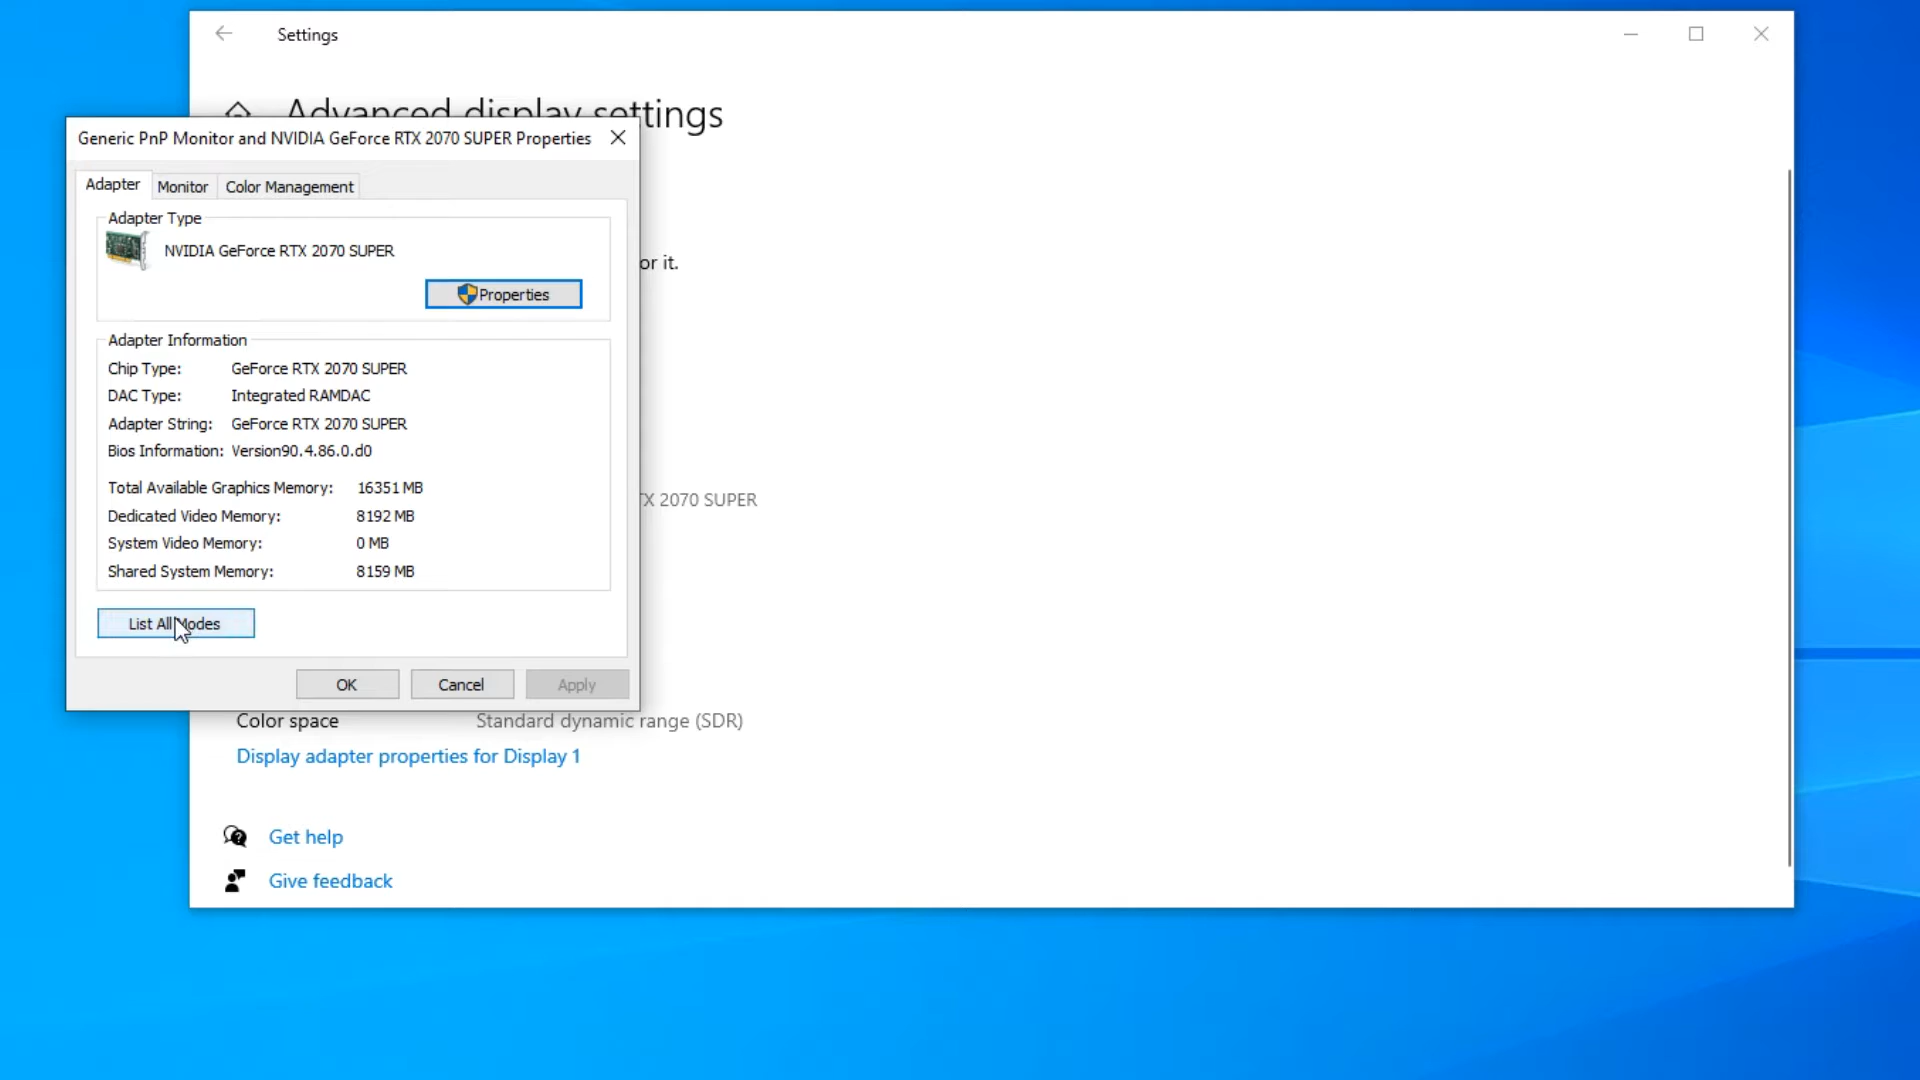 Settings
Advanced display settings
Generic PnP Monitor and NVIDIA GeForce RTX 2070 SUPER Properties
Adapter
Monitor
Color Management
Adapter Type
NVIDIA GeForce RTX 2070 SUPER
or it.
Properties
Adapter Information
Chip Type: GeForce RTX 2070 SUPER
DAC Type: Integrated RAMDAC
Adapter String: GeForce RTX 2070 SUPER
Bios Information: Version90.4.86.0.d0
Total Available Graphics Memory: 16351 MB
TX 2070 SUPER
Dedicated Video Memory: 8192 MB
System Video Memory: 0 MB
Shared System Memory: 8159 MB
List All Modes
OK
Cancel
Apply
Color space Standard dynamic range (SDR)
Display adapter properties for Display 1
Get help
Give feedback